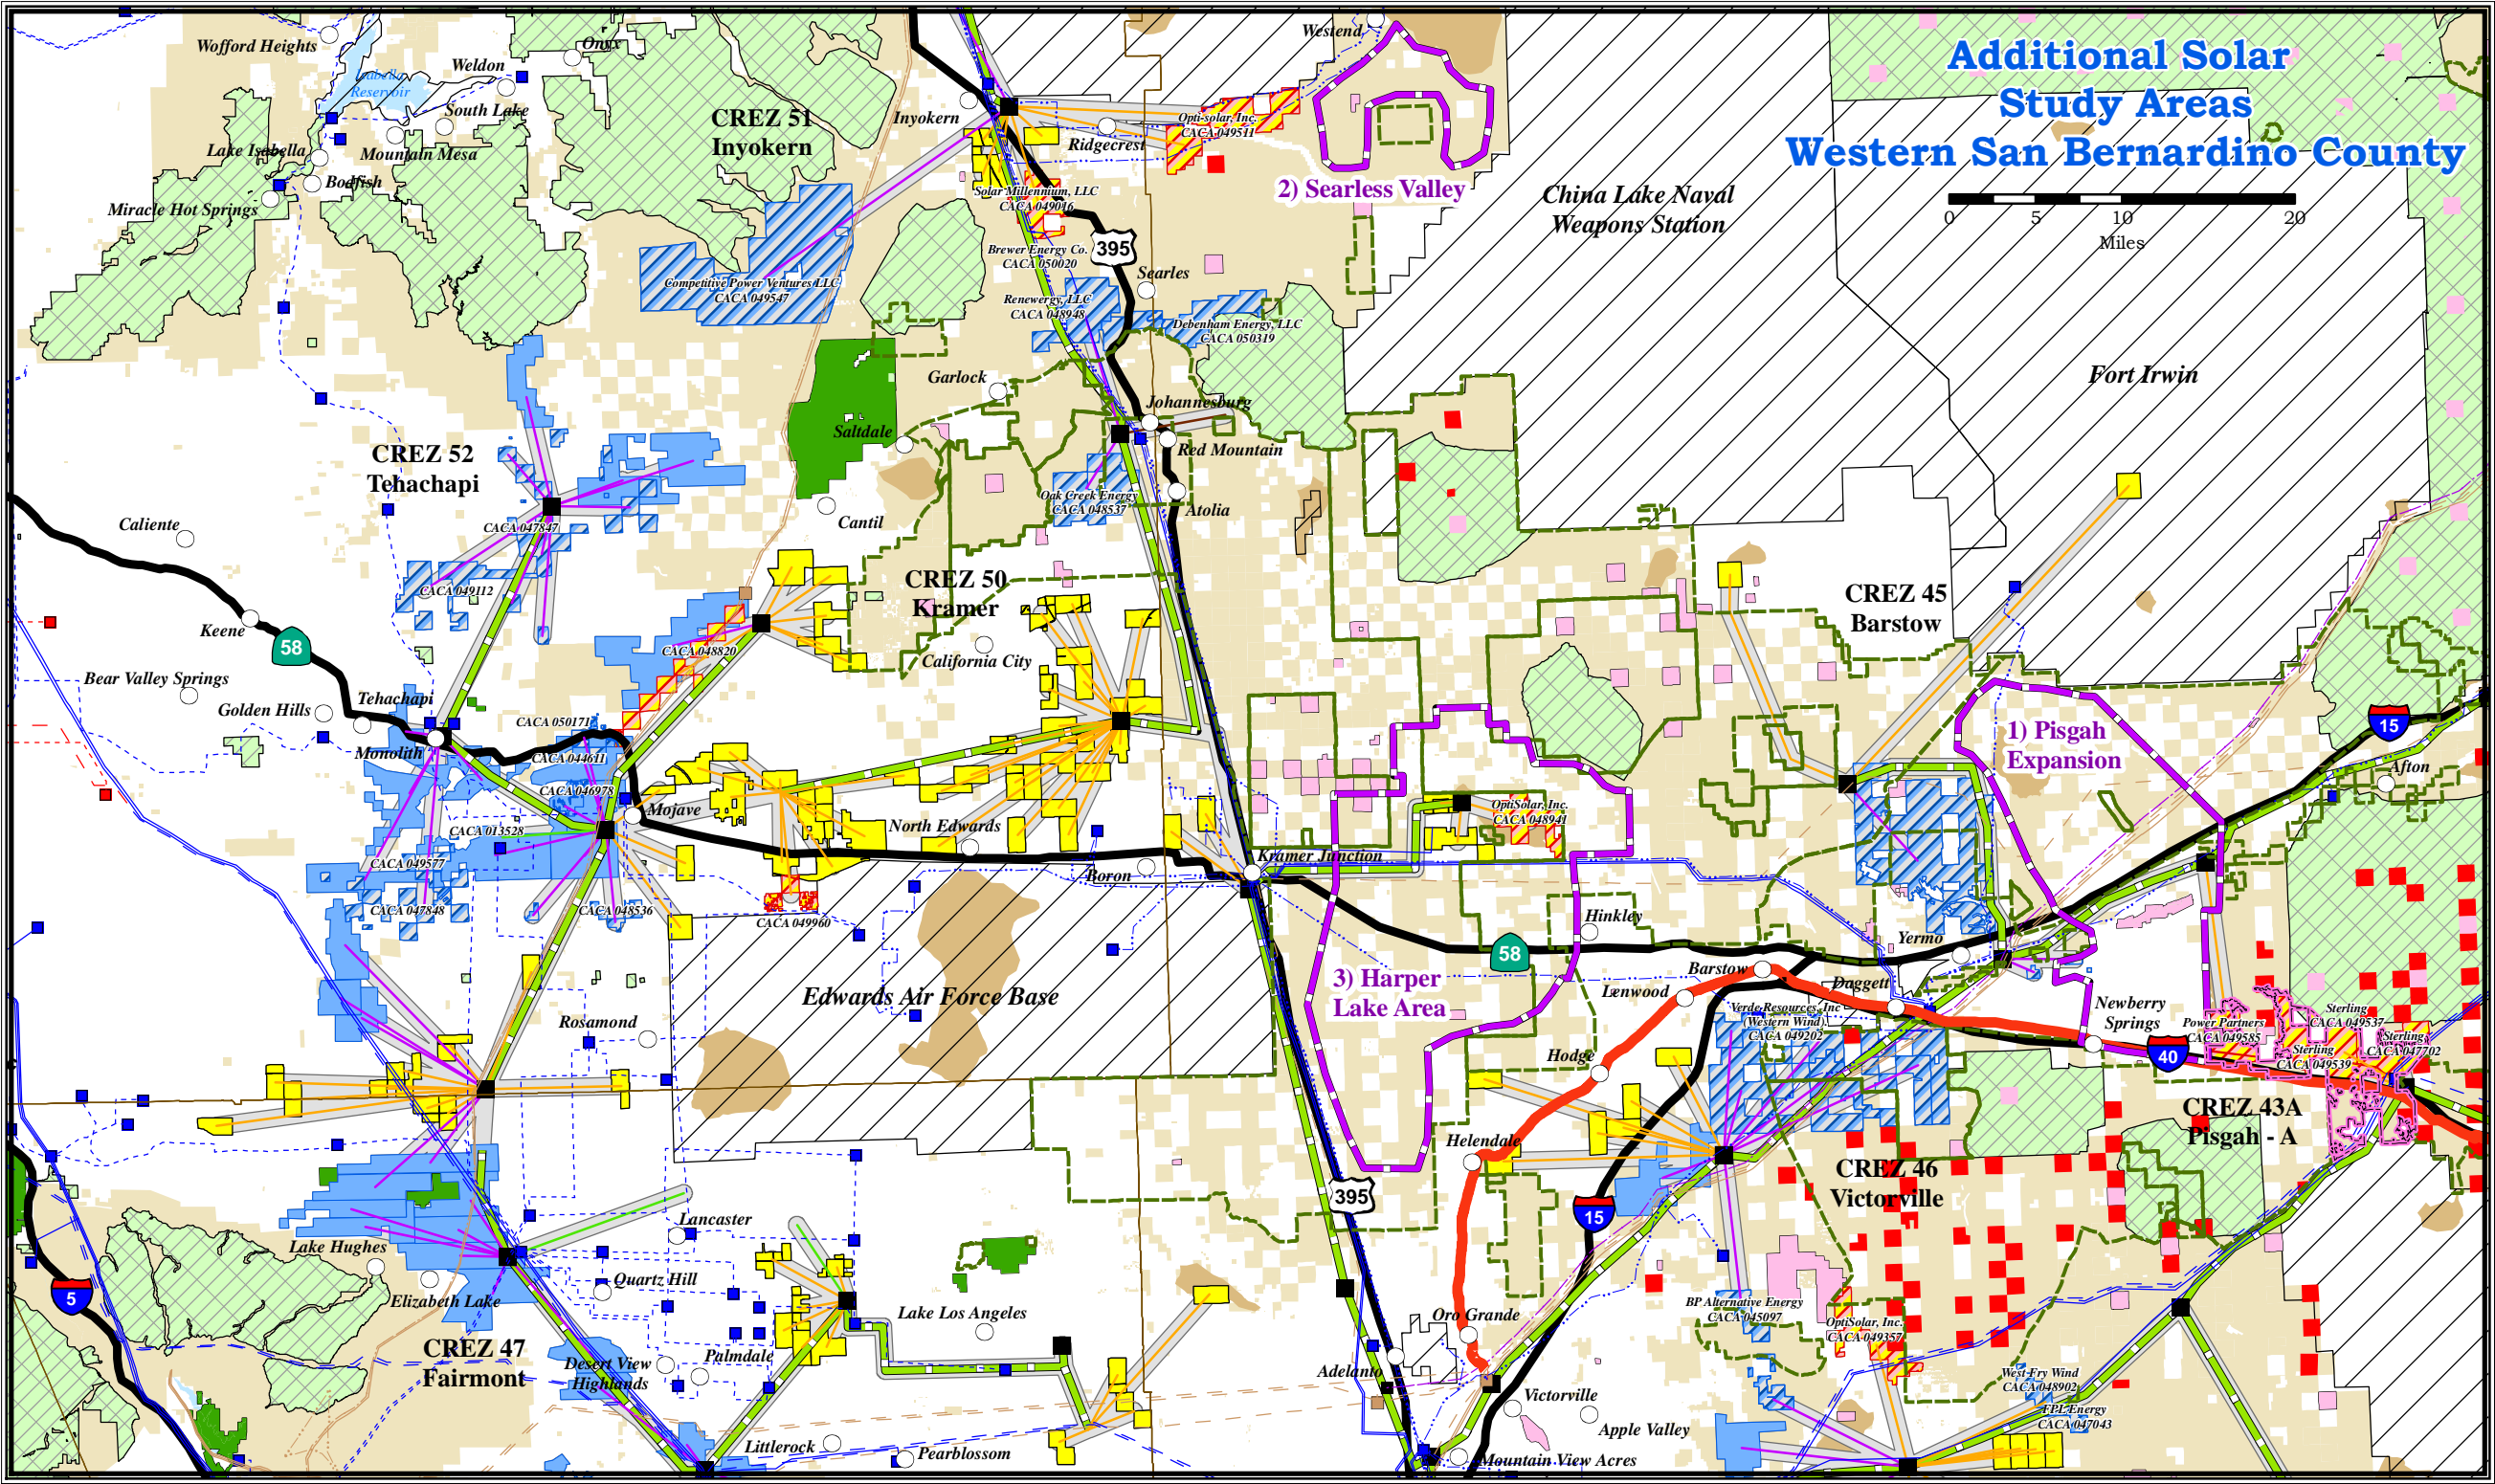 Additional Solar
Study Areas
Western San Bernardino County
0 5 10 20
Miles
Wofford Heights
Onyx
Weldon
Isabella
Reservoir
South Lake
Lake Isabella
Mountain Mesa
Bodfish
Miracle Hot Springs
CREZ 51
Inyokern
Inyokern
Ridgecrest
Westend
Opti-solar, Inc.
CACA 049511
2) Searless Valley
China Lake Naval
Weapons Station
Solar Millennium, LLC
CACA 049016
Brewer Energy Co.
CACA 050020
395
Searles
Competitive Power Ventures LLC
CACA 049547
Renewergy, LLC
CACA 048948
Debenham Energy, LLC
CACA 050319
Fort Irwin
Garlock
Johannesburg
Saltdale
Red Mountain
CREZ 52
Tehachapi
CACA 047847
Oak Creek Energy
CACA 048537
Atolia
Cantil
Caliente
CACA 049112
CREZ 50
Kramer
CREZ 45
Barstow
Keene
58
CACA 048820
California City
Bear Valley Springs
Tehachapi
Golden Hills
CACA 050171
Monolith
CACA 044611
CACA 046978
1) Pisgah
Expansion
15
Afton
Mojave
CACA 013528
North Edwards
OptiSolar, Inc.
CACA 048941
Kramer Junction
Boron
CACA 049577
CACA 047848
CACA 048536
CACA 049960
Hinkley
58
Yermo
Edwards Air Force Base
3) Harper
Lake Area
Barstow
Lenwood
Daggett
Rosamond
Verde Resources, Inc
(Western Wind)
CACA 049202
Newberry
Springs
Power Partners
CACA 049585
Sterling
CACA 049537
Sterling
CACA 049539
Sterling
CACA 047702
40
Hodge
CREZ 43A
Pisgah - A
Helendale
CREZ 46
Victorville
395
15
Lancaster
Lake Hughes
Quartz Hill
Elizabeth Lake
5
CREZ 47
Fairmont
Lake Los Angeles
Desert View
Highlands
Palmdale
Oro Grande
BP Alternative Energy
CACA 045097
OptiSolar, Inc.
CACA 049357
Adelanto
West Fry Wind
CACA 048902
Victorville
FPL Energy
CACA 047043
Apple Valley
Littlerock
Pearblossom
Mountain View Acres